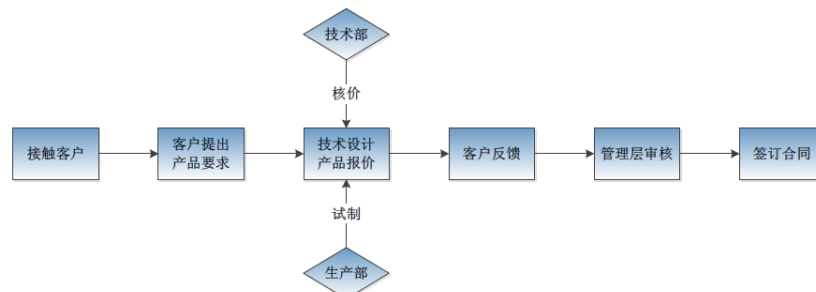 技术部
核价
接触客户
客户提出
产品要求
技术设计
产品报价
客户反馈
管理层审核
签订合同
试制
生产部